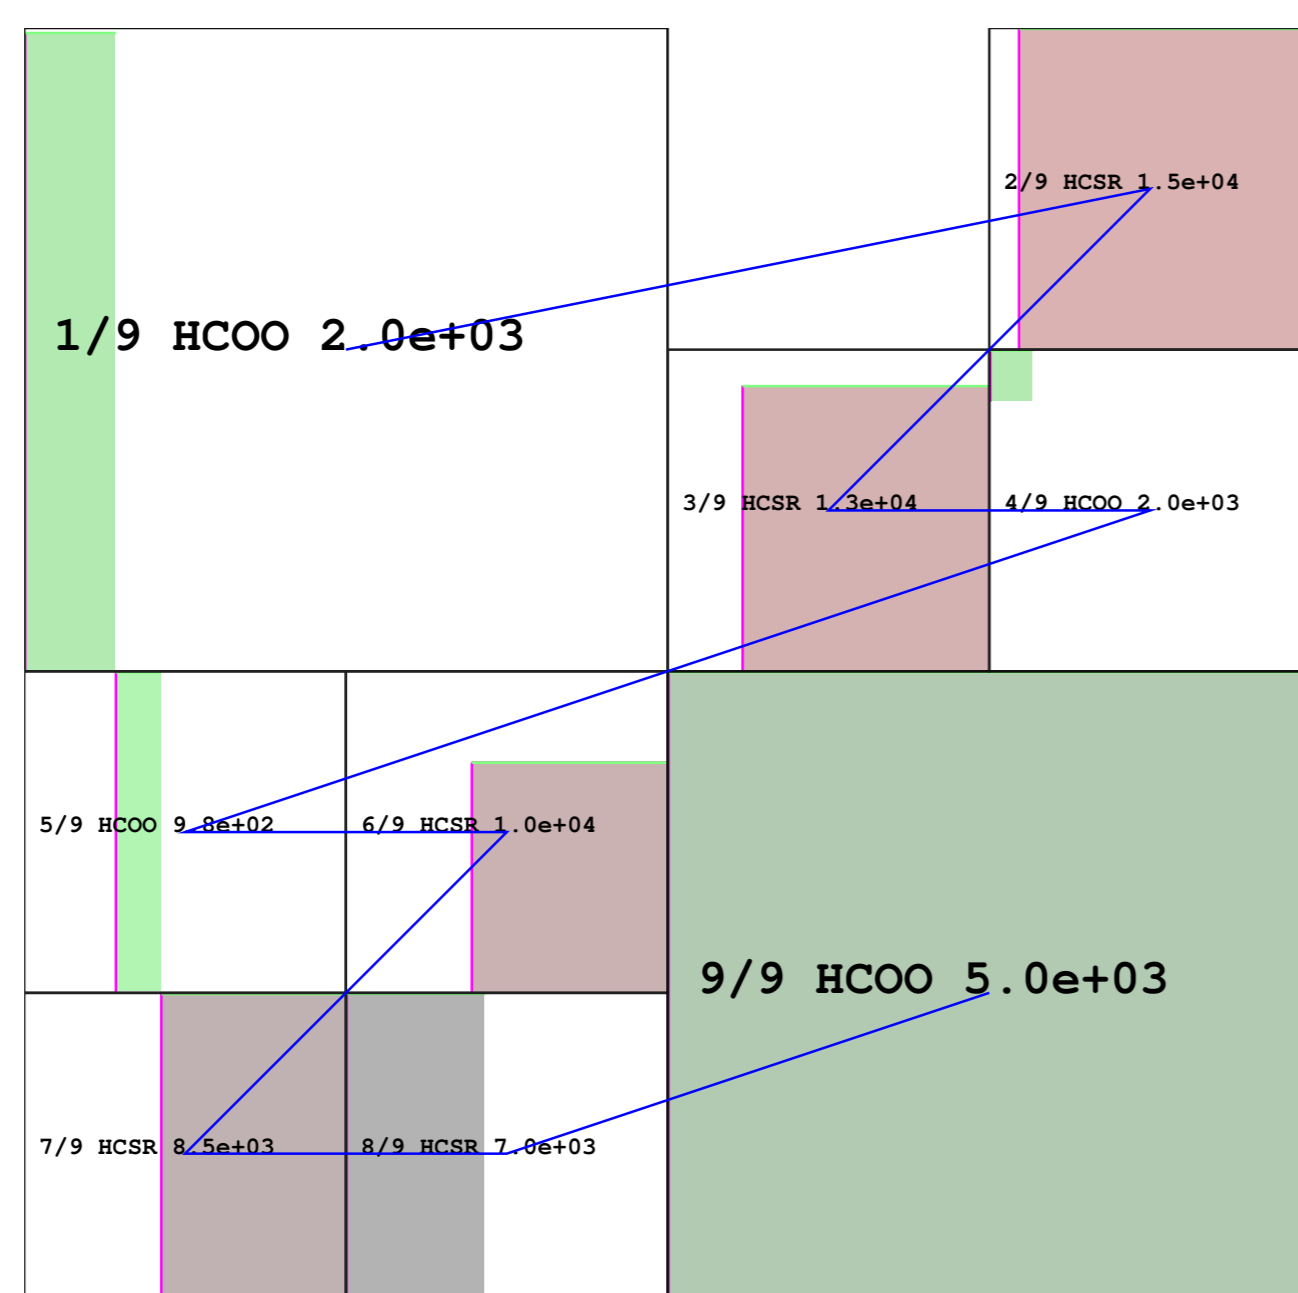 1/9 HCOO 2.0e+03
2/9 HCSR 1.5e+04
3/9 HCSR 1.3e+04
4/9 HCOO 2.0e+03
5/9 HCOO 9.8e+02
6/9 HCSR 1.0e+04
7/9 HCSR 8.5e+03
8/9 HCSR 7.0e+03
9/9 HCOO 5.0e+03